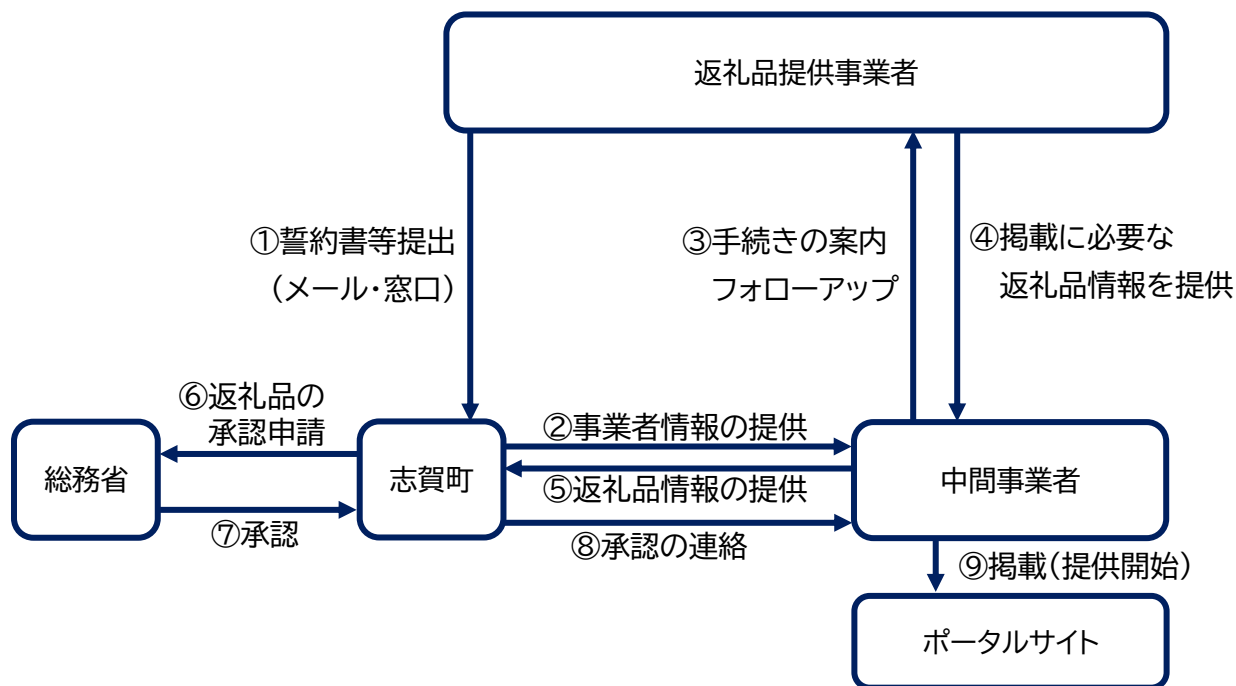 返礼品提供事業者
①誓約書等提出
（メール・窓口）
③手続きの案内
フォローアップ
④掲載に必要な
返礼品情報を提供
⑥返礼品の
承認申請
②事業者情報の提供
総務省
志賀町
中間事業者
⑤返礼品情報の提供
⑦承認
⑧承認の連絡
⑨掲載（提供開始）
ポータルサイト